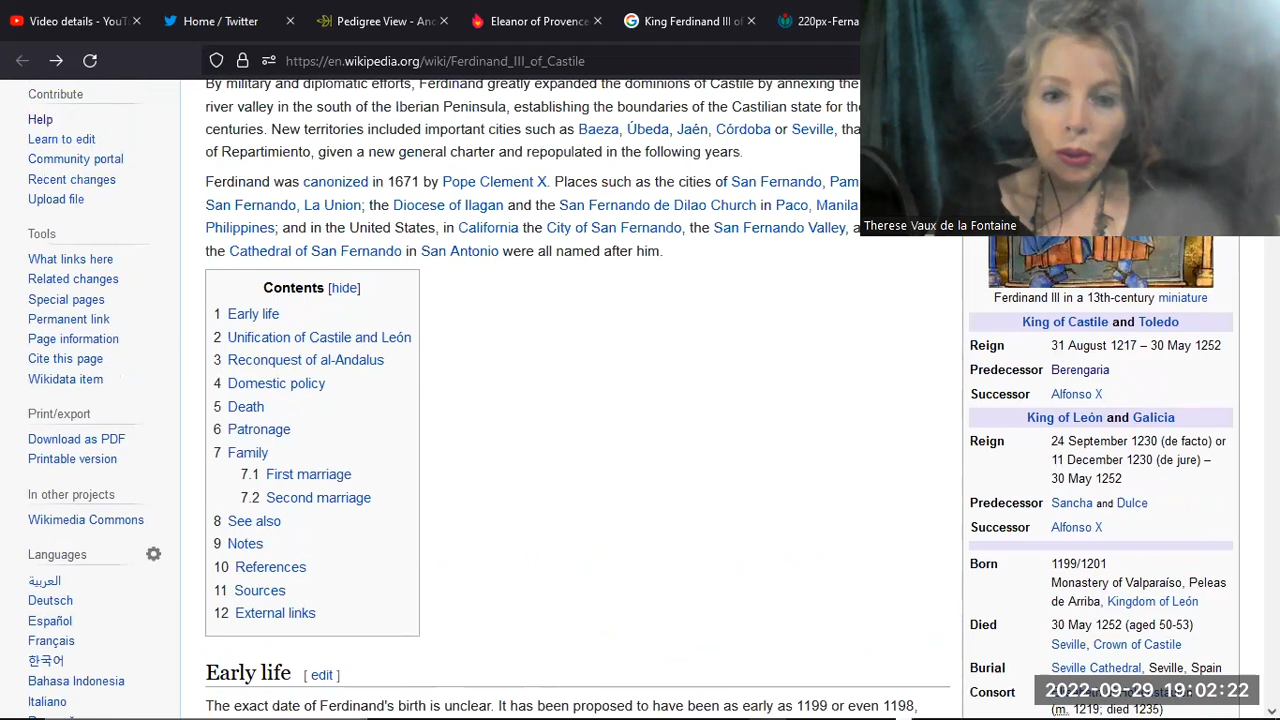 Video details - YouT
Home / Twitter
Pedigree View - Anc
Eleanor of Provence
King Ferdinand III of
220px-Ferna
https://en.wikipedia.org/wiki/Ferdinand_III_of_Castile
Contribute
Help
Learn to edit
Community portal
Recent changes
Upload file
Tools
What links here
Related changes
Special pages
Permanent link
Page information
Cite this page
Wikidata item
Print/export
Download as PDF
Printable version
In other projects
Wikimedia Commons
Languages
العربية
Deutsch
Español
Français
한국어
Bahasa Indonesia
Italiano
By military and diplomatic efforts, Ferdinand greatly expanded the dominions of Castile by annexing the
river valley in the south of the Iberian Peninsula, establishing the boundaries of the Castilian state for the
centuries. New territories included important cities such as Baeza, Úbeda, Jaén, Córdoba or Seville, tha
of Repartimiento, given a new general charter and repopulated in the following years.
Ferdinand was canonized in 1671 by Pope Clement X. Places such as the cities of San Fernando, Pam
San Fernando, La Union; the Diocese of Ilagan and the San Fernando de Dilao Church in Paco, Manila
Philippines; and in the United States, in California the City of San Fernando, the San Fernando Valley, a
the Cathedral of San Fernando in San Antonio were all named after him.
Contents [hide]
1 Early life
2 Unification of Castile and León
3 Reconquest of al-Andalus
4 Domestic policy
5 Death
6 Patronage
7 Family
7.1 First marriage
7.2 Second marriage
8 See also
9 Notes
10 References
11 Sources
12 External links
Early life [ edit ]
The exact date of Ferdinand's birth is unclear. It has been proposed to have been as early as 1199 or even 1198,
Therese Vaux de la Fontaine
Ferdinand III in a 13th-century miniature
King of Castile and Toledo
Reign 31 August 1217 – 30 May 1252
Predecessor Berengaria
Successor Alfonso X
King of León and Galicia
Reign 24 September 1230 (de facto) or
11 December 1230 (de jure) –
30 May 1252
Predecessor Sancha and Dulce
Successor Alfonso X
Born 1199/1201
Monastery of Valparaíso, Peleas
de Arriba, Kingdom of León
Died 30 May 1252 (aged 50-53)
Seville, Crown of Castile
Burial Seville Cathedral, Seville, Spain
Consort
2022-09-29 19:02:22
(m. 1219; died 1235)